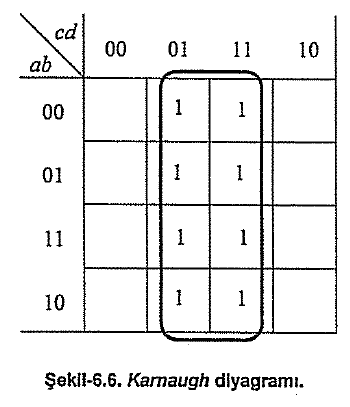 cd
ab
00 01 11 10
00 1 1
01 1 1
11 1 1
10 1 1
Şekil-6.6. Karnaugh diyagramı.